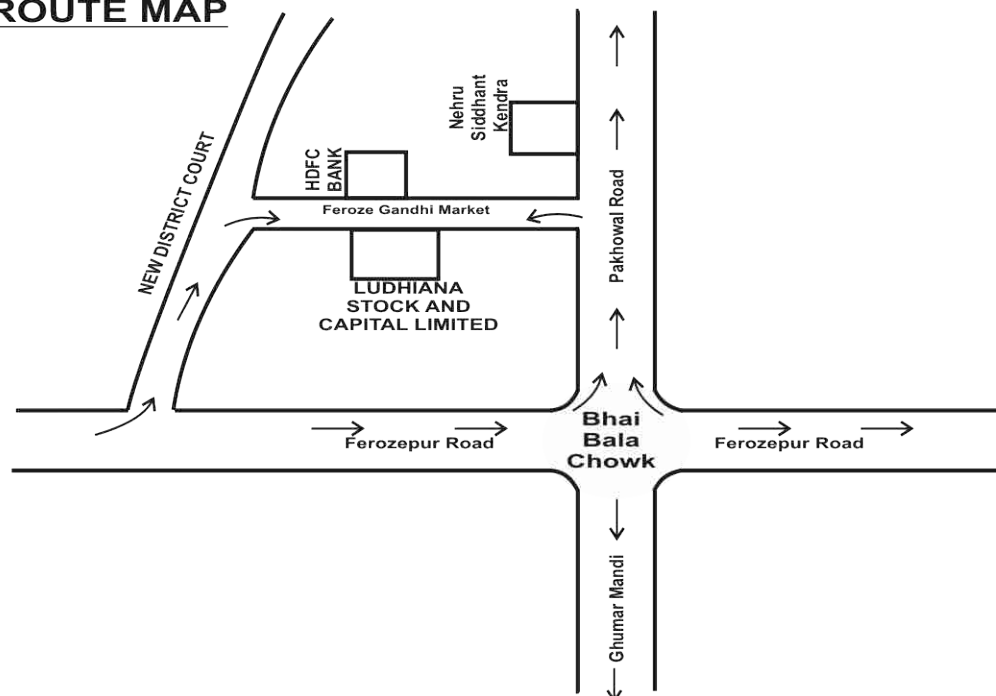 ROUTE MAP
Nehru
Siddhant
Kendra
HDFC
BANK
NEW DISTRICT COURT
Feroze Gandhi Market
Pakhowal Road
LUDHIANA
STOCK AND
CAPITAL LIMITED
Ferozepur Road
Bhai
Bala
Chowk
Ferozepur Road
Ghumar Mandi